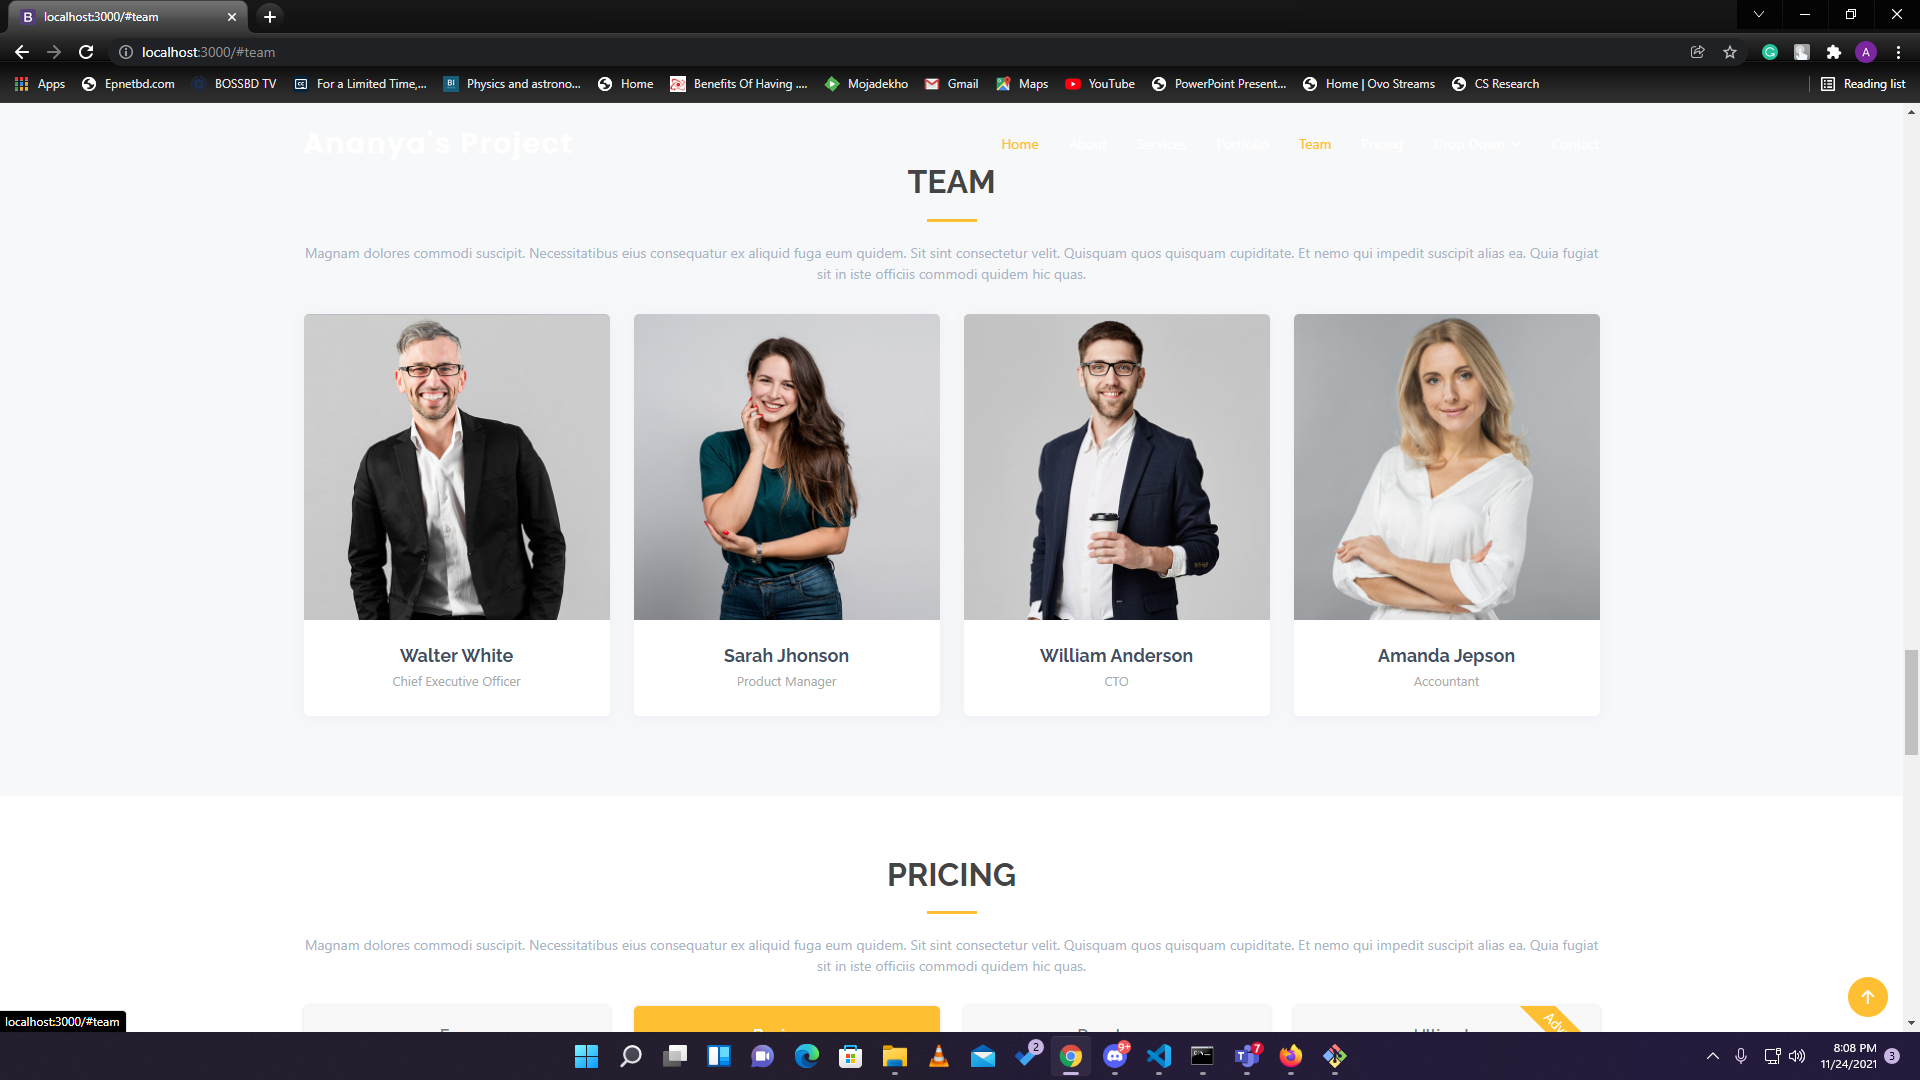 localhost:3000/#team
localhost:3000/#team
Apps
Epnetbd.com
BOSSBD TV
For a Limited Time,...
Physics and astrono...
Home
Benefits Of Having ....
Mojadekho
Gmail
Maps
YouTube
PowerPoint Present...
Home | Ovo Streams
CS Research
Reading list
Ananya's Project
Home
About
Services
Portfolio
Team
Pricing
Drop Down
Contact
TEAM
Magnam dolores commodi suscipit. Necessitatibus eius consequatur ex aliquid fuga eum quidem. Sit sint consectetur velit. Quisquam quos quisquam cupiditate. Et nemo qui impedit suscipit alias ea. Quia fugiat
sit in iste officiis commodi quidem hic quas.
Walter White
Chief Executive Officer
Sarah Jhonson
Product Manager
William Anderson
CTO
Amanda Jepson
Accountant
PRICING
Magnam dolores commodi suscipit. Necessitatibus eius consequatur ex aliquid fuga eum quidem. Sit sint consectetur velit. Quisquam quos quisquam cupiditate. Et nemo qui impedit suscipit alias ea. Quia fugiat
sit in iste officiis commodi quidem hic quas.
localhost:3000/#team
2
9+
7
8:08 PM
11/24/2021
3